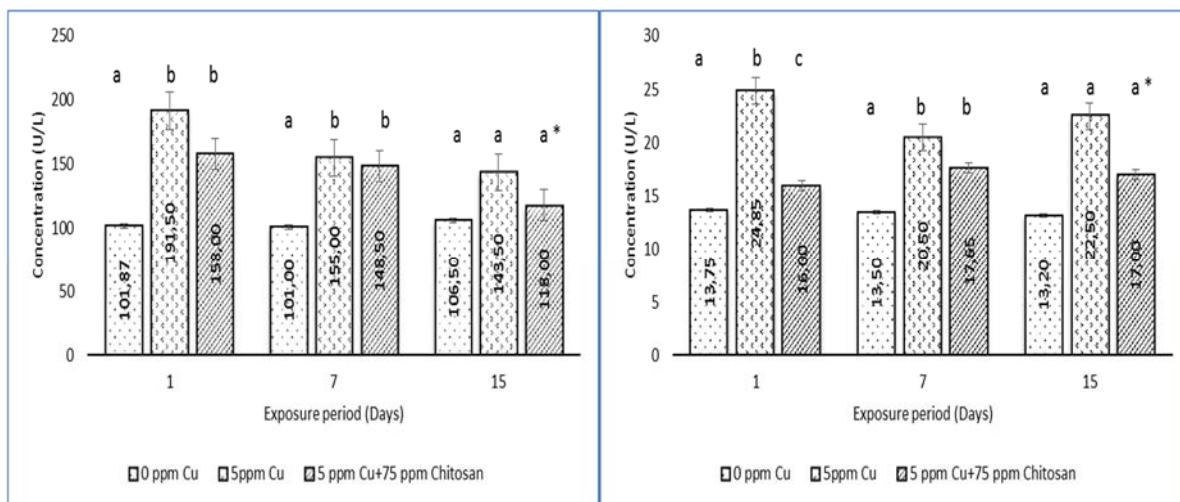 250
200
150
100
50
0
Concentration (U/L)
a b b
a b b
a a a *
101,87
191,50
158,00
101,00
155,00
148,50
106,50
143,50
118,00
1 7 15
Exposure period (Days)
0 ppm Cu 5ppm Cu 5 ppm Cu+75 ppm Chitosan
30
25
20
15
10
5
0
Concentration (U/L)
a b c
a b b
a a a *
13,75
24,85
16,00
13,50
20,50
17,65
13,20
22,50
17,00
1 7 15
Exposure period (Days)
0 ppm Cu 5ppm Cu 5 ppm Cu+75 ppm Chitosan